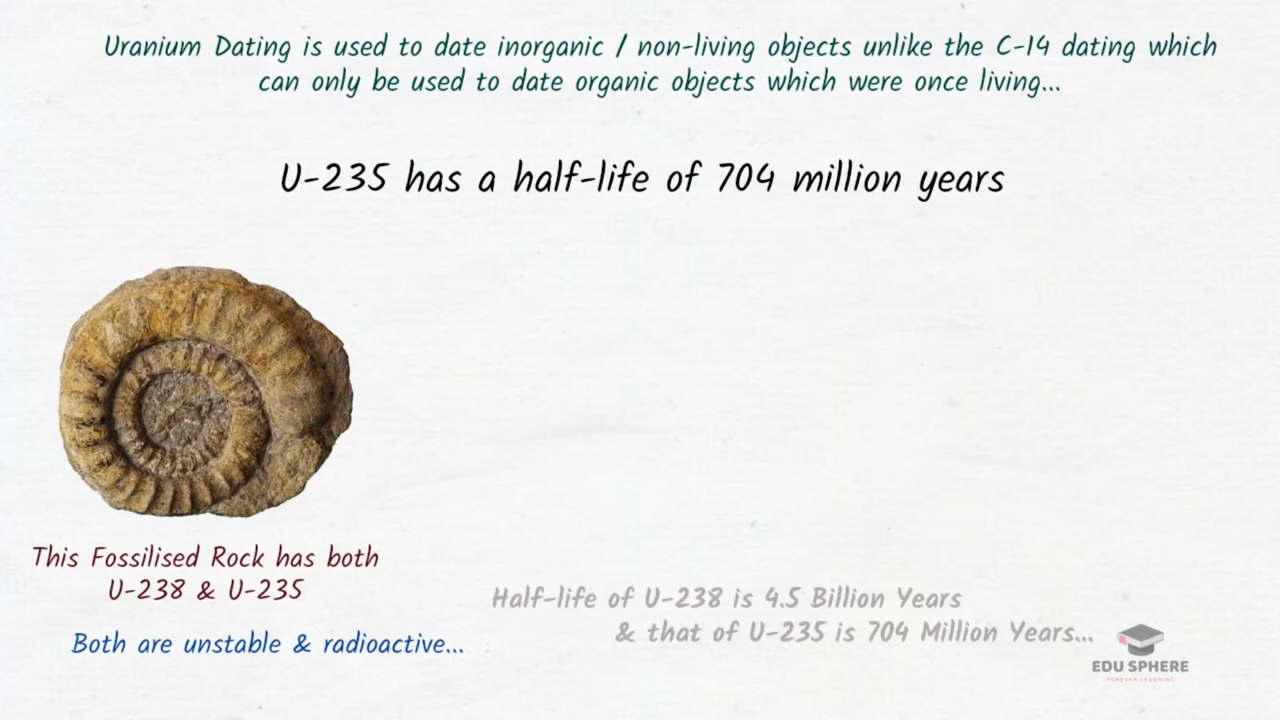 Uranium Dating is used to date inorganic / non-living objects unlike the C-14 dating which
can only be used to date organic objects which were once living...
U-235 has a half-life of 704 million years
This Fossilised Rock has both
U-238 & U-235
Both are unstable & radioactive...
Half-life of U-238 is 4.5 Billion Years
& that of U-235 is 704 Million Years...
EDU SPHERE
FOREVER LEARNING